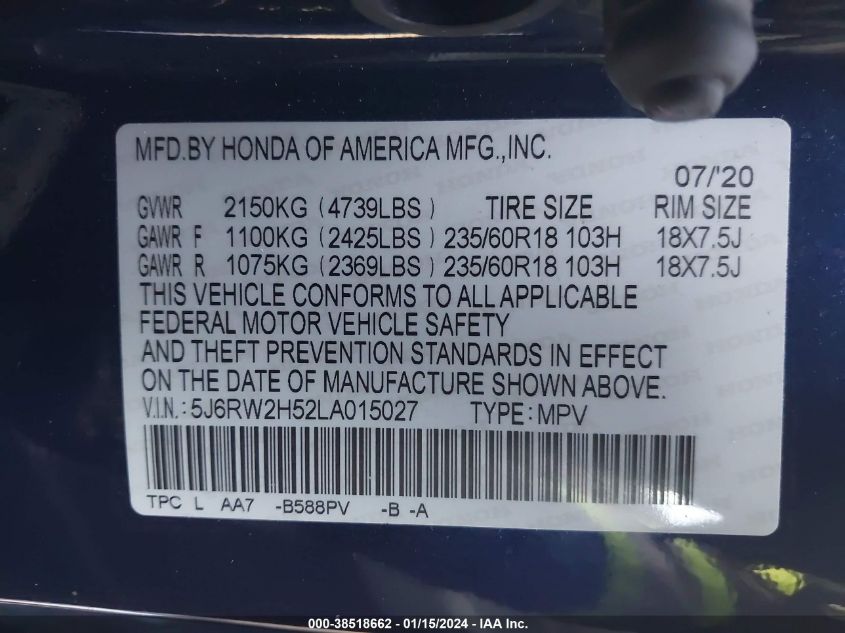 MFD.BY HONDA OF AMERICA MFG.,INC.
07/'20
GVWR 2150KG (4739LBS) TIRE SIZE RIM SIZE
GAWR F 1100KG (2425LBS) 235/60R18 103H 18X7.5J
GAWR R 1075KG (2369LBS) 235/60R18 103H 18X7.5J
THIS VEHICLE CONFORMS TO ALL APPLICABLE
FEDERAL MOTOR VEHICLE SAFETY
AND THEFT PREVENTION STANDARDS IN EFFECT
ON THE DATE OF MANUFACTURE SHOWN ABOVE.
V.I.N.: 5J6RW2H52LA015027 TYPE: MPV
TPC L AA7 -B588PV -B -A
000-38518662 - 01/15/2024 - IAA Inc.